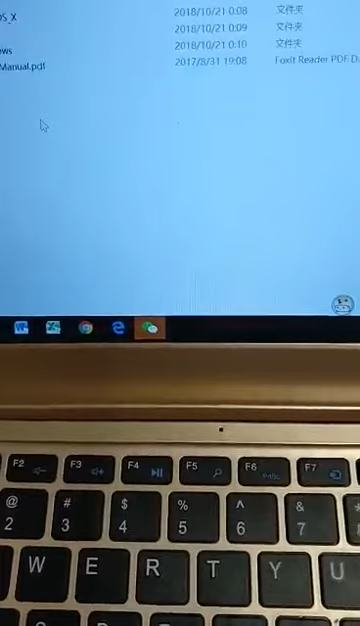 OS_X 2018/10/21 0:08 文件夹
2018/10/21 0:09 文件夹
ows 2018/10/21 0:10 文件夹
Manual.pdf 2017/8/31 19:08 Foxit Reader PDF D
F2 F3 F4 F5 F6 F7
@ # $ % ^ &
2 3 4 5 6 7
W E R T Y U